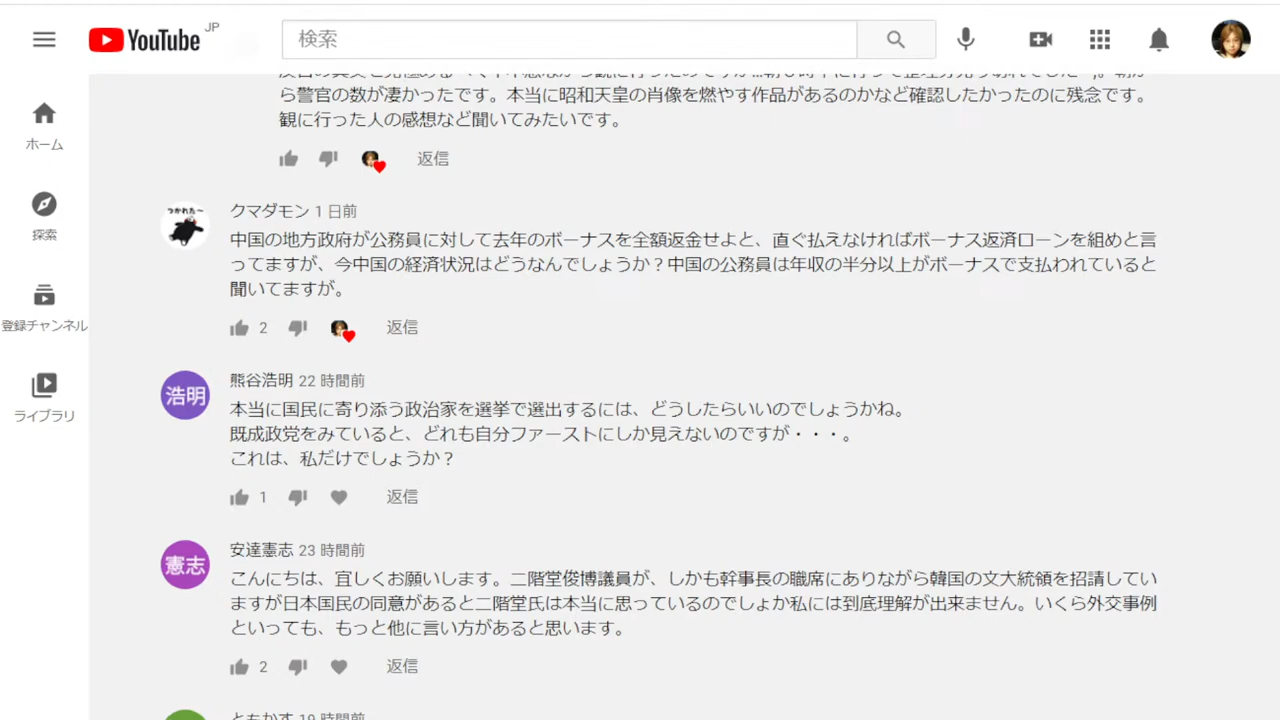 YouTube JP
検索
ホーム
探索
登録チャンネル
ライブラリ
ら警官の数が凄かったです。本当に昭和天皇の肖像を燃やす作品があるのかなど確認したかったのに残念です。
観に行った人の感想など聞いてみたいです。
返信
つかれた〜
クマダモン 1 日前
中国の地方政府が公務員に対して去年のボーナスを全額返金せよと、直ぐ払えなければボーナス返済ローンを組めと言
ってますが、今中国の経済状況はどうなんでしょうか？中国の公務員は年収の半分以上がボーナスで支払われていると
聞いてますが。
2 返信
浩明
熊谷浩明 22 時間前
本当に国民に寄り添う政治家を選挙で選出するには、どうしたらいいのでしょうかね。
既成政党をみていると、どれも自分ファーストにしか見えないのですが・・・。
これは、私だけでしょうか？
1 返信
憲志
安達憲志 23 時間前
こんにちは、宜しくお願いします。二階堂俊博議員が、しかも幹事長の職席にありながら韓国の文大統領を招請してい
ますが日本国民の同意があると二階堂氏は本当に思っているのでしょか私には到底理解が出来ません。いくら外交事例
といっても、もっと他に言い方があると思います。
2 返信
ともかす 19 時間前